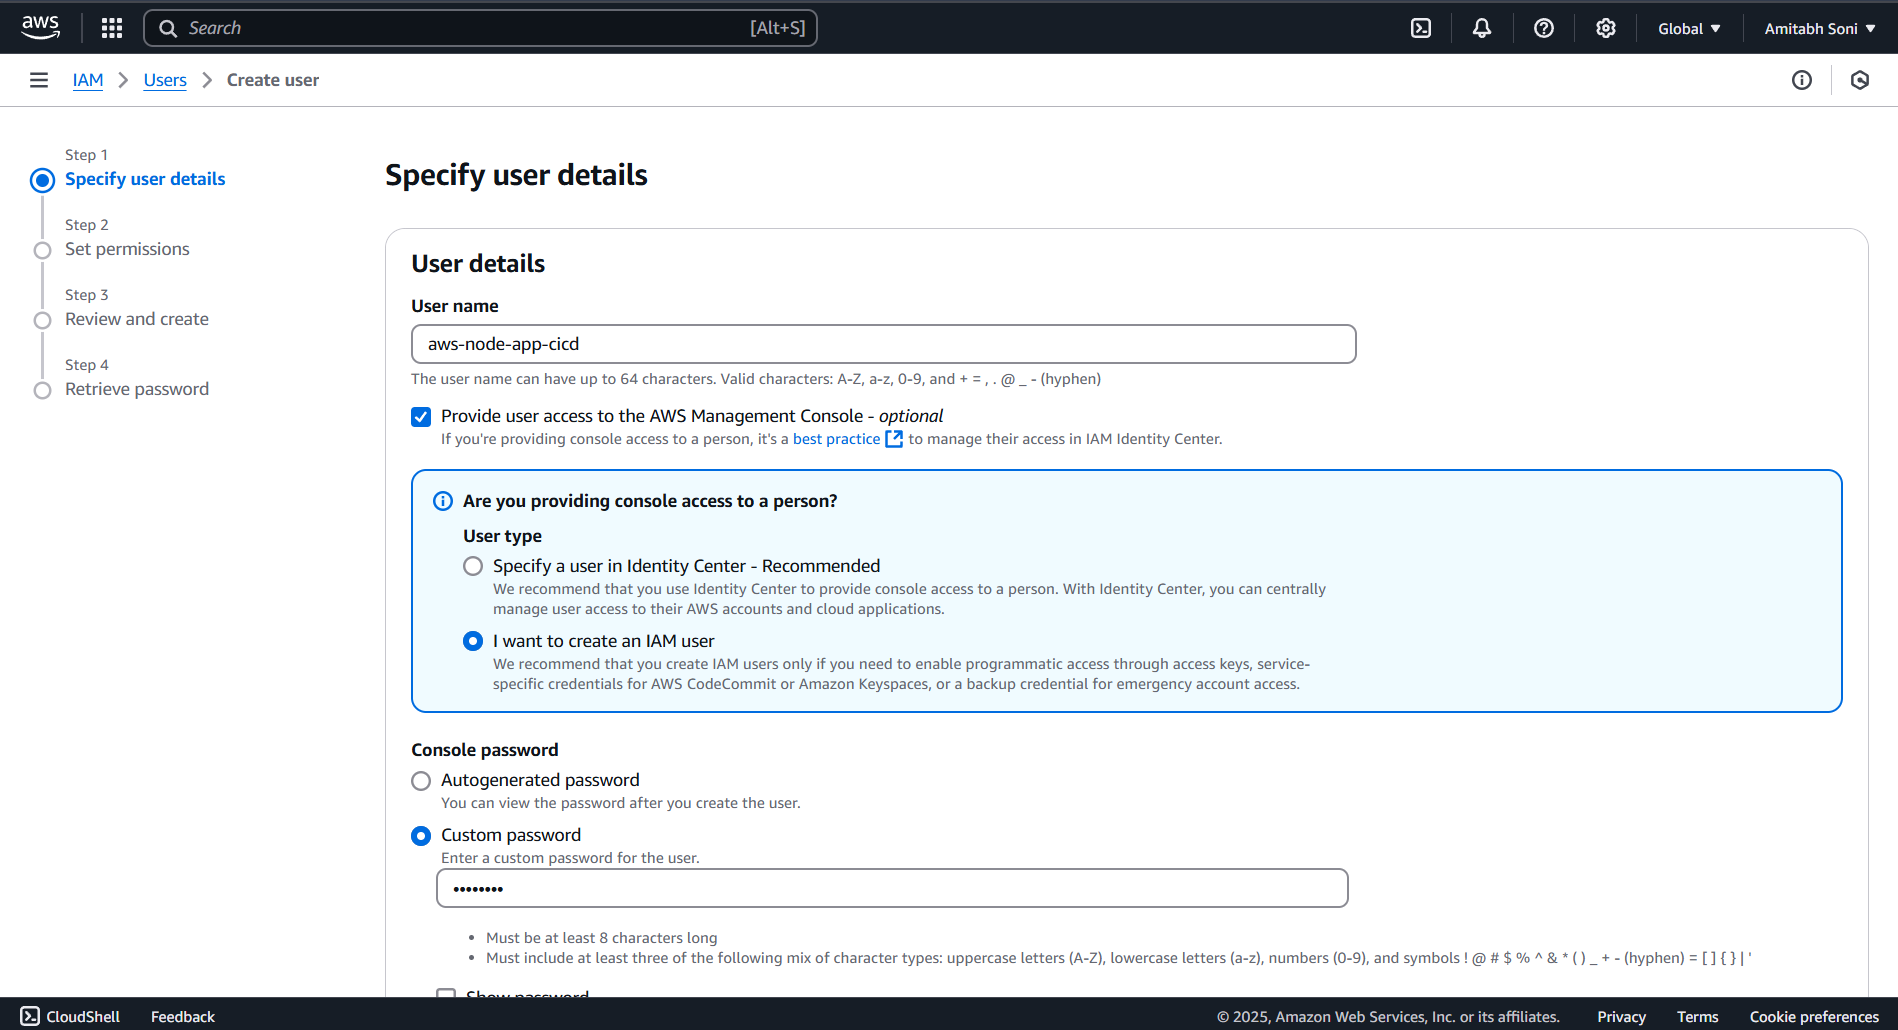 aws
Search [Alt+S]
Global ▼
Amitabh Soni ▼
IAM > Users > Create user
Step 1
Specify user details
Step 2
Set permissions
Step 3
Review and create
Step 4
Retrieve password
Specify user details
User details
User name
aws-node-app-cicd
The user name can have up to 64 characters. Valid characters: A-Z, a-z, 0-9, and + = , . @ _ - (hyphen)
Provide user access to the AWS Management Console - optional
If you're providing console access to a person, it's a best practice to manage their access in IAM Identity Center.
Are you providing console access to a person?
User type
Specify a user in Identity Center - Recommended
We recommend that you use Identity Center to provide console access to a person. With Identity Center, you can centrally
manage user access to their AWS accounts and cloud applications.
I want to create an IAM user
We recommend that you create IAM users only if you need to enable programmatic access through access keys, service-
specific credentials for AWS CodeCommit or Amazon Keyspaces, or a backup credential for emergency account access.
Console password
Autogenerated password
You can view the password after you create the user.
Custom password
Enter a custom password for the user.
••••••••
• Must be at least 8 characters long
• Must include at least three of the following mix of character types: uppercase letters (A-Z), lowercase letters (a-z), numbers (0-9), and symbols ! @ # $ % ^ & * ( ) _ + - (hyphen) = [ ] { } | '
Show password
CloudShell Feedback
© 2025, Amazon Web Services, Inc. or its affiliates. Privacy Terms Cookie preferences